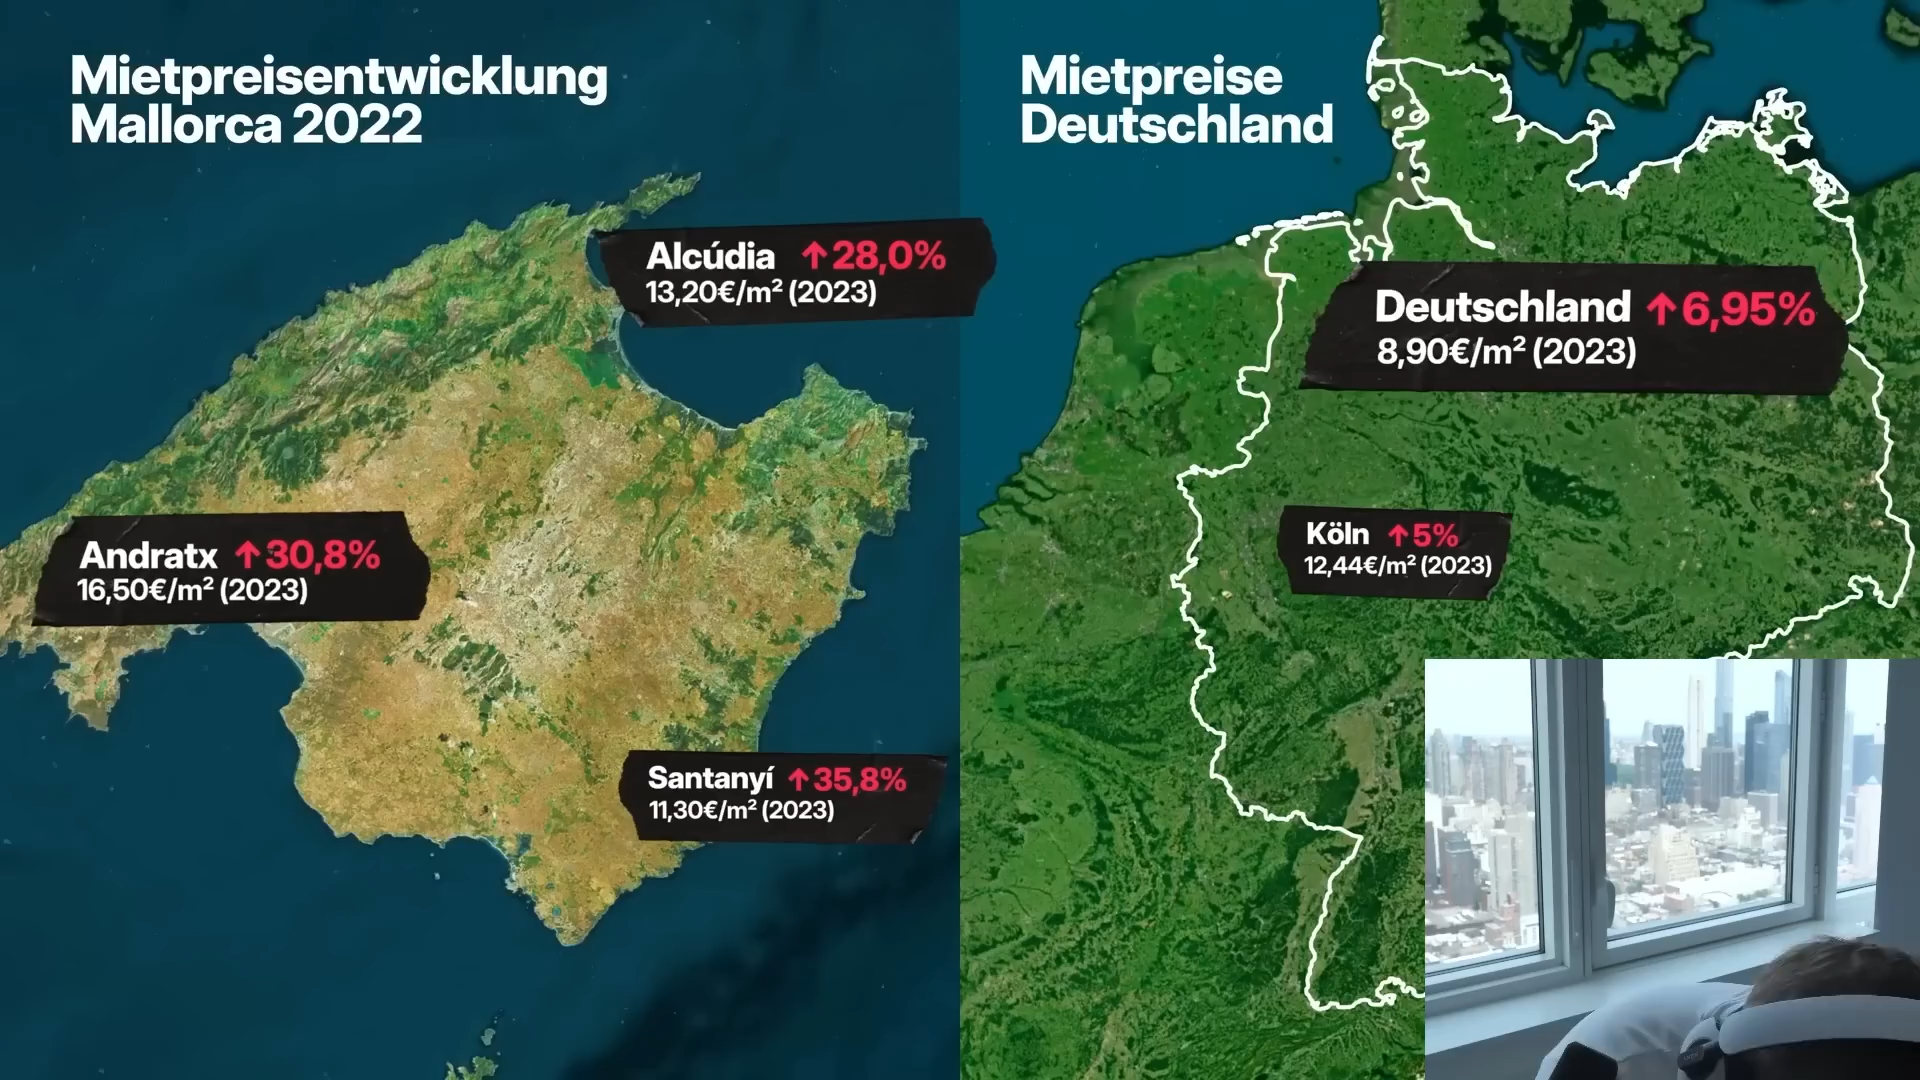 Mietpreisentwicklung
Mallorca 2022
Alcúdia ↑28,0%
13,20€/m² (2023)
Andratx ↑30,8%
16,50€/m² (2023)
Santanyí ↑35,8%
11,30€/m² (2023)
Mietpreise
Deutschland
Deutschland ↑6,95%
8,90€/m² (2023)
Köln ↑5%
12,44€/m² (2023)